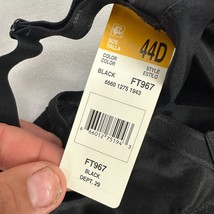 SIZE
TALLA
44D
COLOR
COLOR
STYLE
ESTILO
BLACK
FT967
6660 1275 1943
FT967
BLACK
DEPT. 29